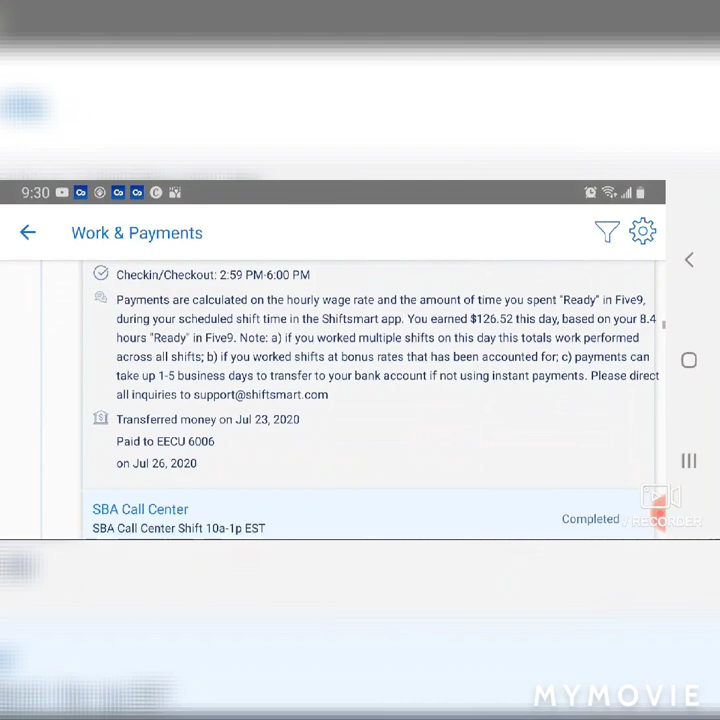 9:30
Work & Payments
Checkin/Checkout: 2:59 PM-6:00 PM
Payments are calculated on the hourly wage rate and the amount of time you spent "Ready" in Five9,
during your scheduled shift time in the Shiftsmart app. You earned $126.52 this day, based on your 8.4
hours "Ready" in Five9. Note: a) if you worked multiple shifts on this day this totals work performed
across all shifts; b) if you worked shifts at bonus rates that has been accounted for; c) payments can
take up 1-5 business days to transfer to your bank account if not using instant payments. Please direct
all inquiries to support@shiftsmart.com
Transferred money on Jul 23, 2020
Paid to EECU 6006
on Jul 26, 2020
SBA Call Center
SBA Call Center Shift 10a-1p EST
Completed
V RECORDER
MYMOVIE